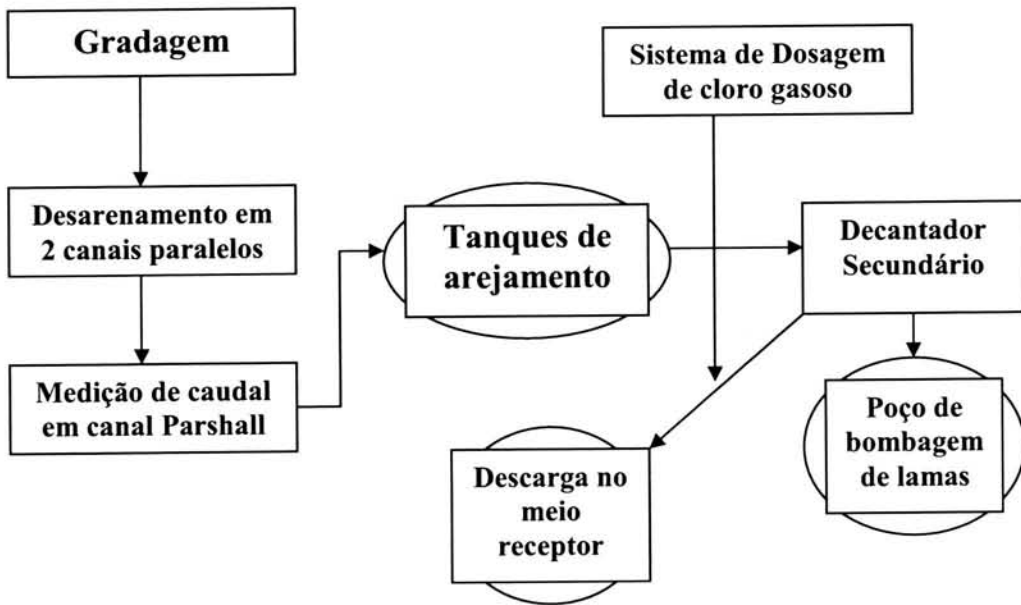 Gradagem
Sistema de Dosagem
de cloro gasoso
Desarenamento em
2 canais paralelos
Tanques de
arejamento
Decantador
Secundário
Medição de caudal
em canal Parshall
Poço de
bombagem
de lamas
Descarga no
meio
receptor